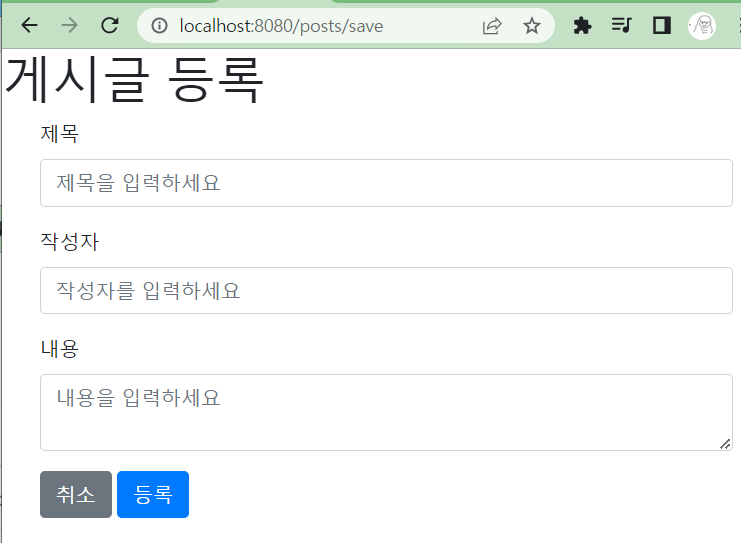 localhost:8080/posts/save
게시글 등록
제목
제목을 입력하세요
작성자
작성자를 입력하세요
내용
내용을 입력하세요
취소 등록